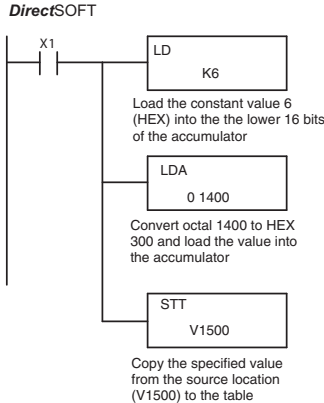 DirectSOFT
X1
LD
K6
Load the constant value 6
(HEX) into the the lower 16 bits
of the accumulator
LDA
0 1400
Convert octal 1400 to HEX
300 and load the value into
the accumulator
STT
V1500
Copy the specified value
from the source location
(V1500) to the table